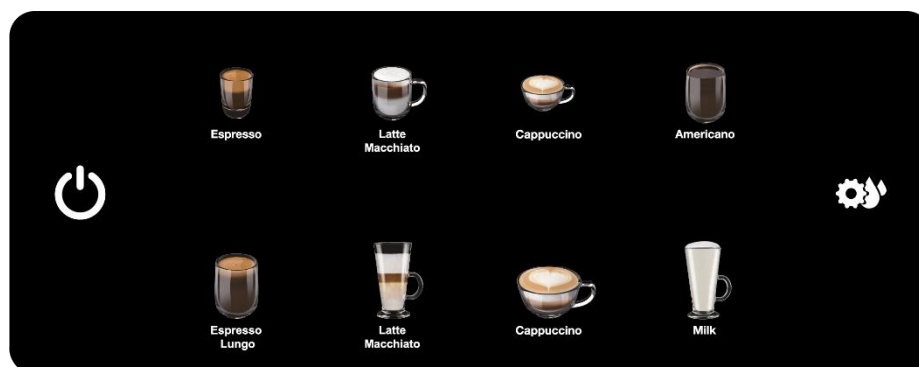 Espresso
Latte
Macchiato
Cappuccino
Americano
Espresso
Lungo
Latte
Macchiato
Cappuccino
Milk